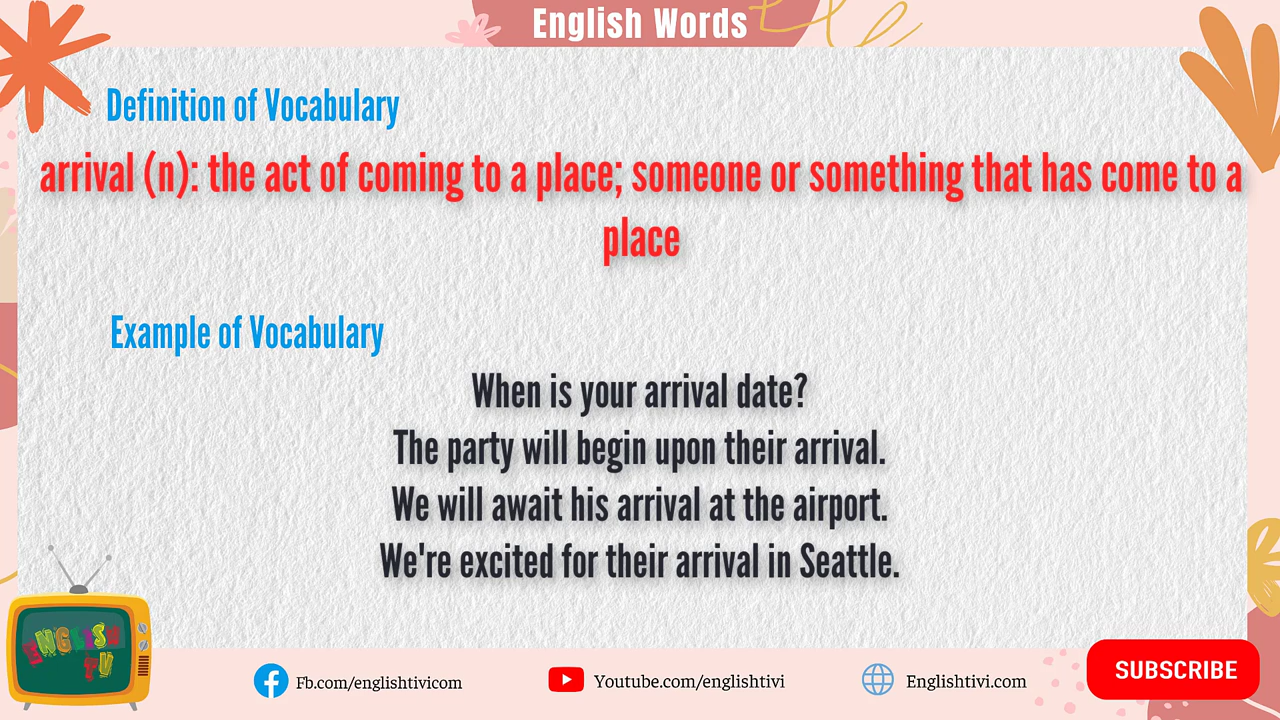 English Words
Definition of Vocabulary
arrival (n): the act of coming to a place; someone or something that has come to a
place
Example of Vocabulary
When is your arrival date?
The party will begin upon their arrival.
We will await his arrival at the airport.
We're excited for their arrival in Seattle.
ENGLISH
TV
Fb.com/englishtivicom
Youtube.com/englishtivi
Englishtivi.com
SUBSCRIBE